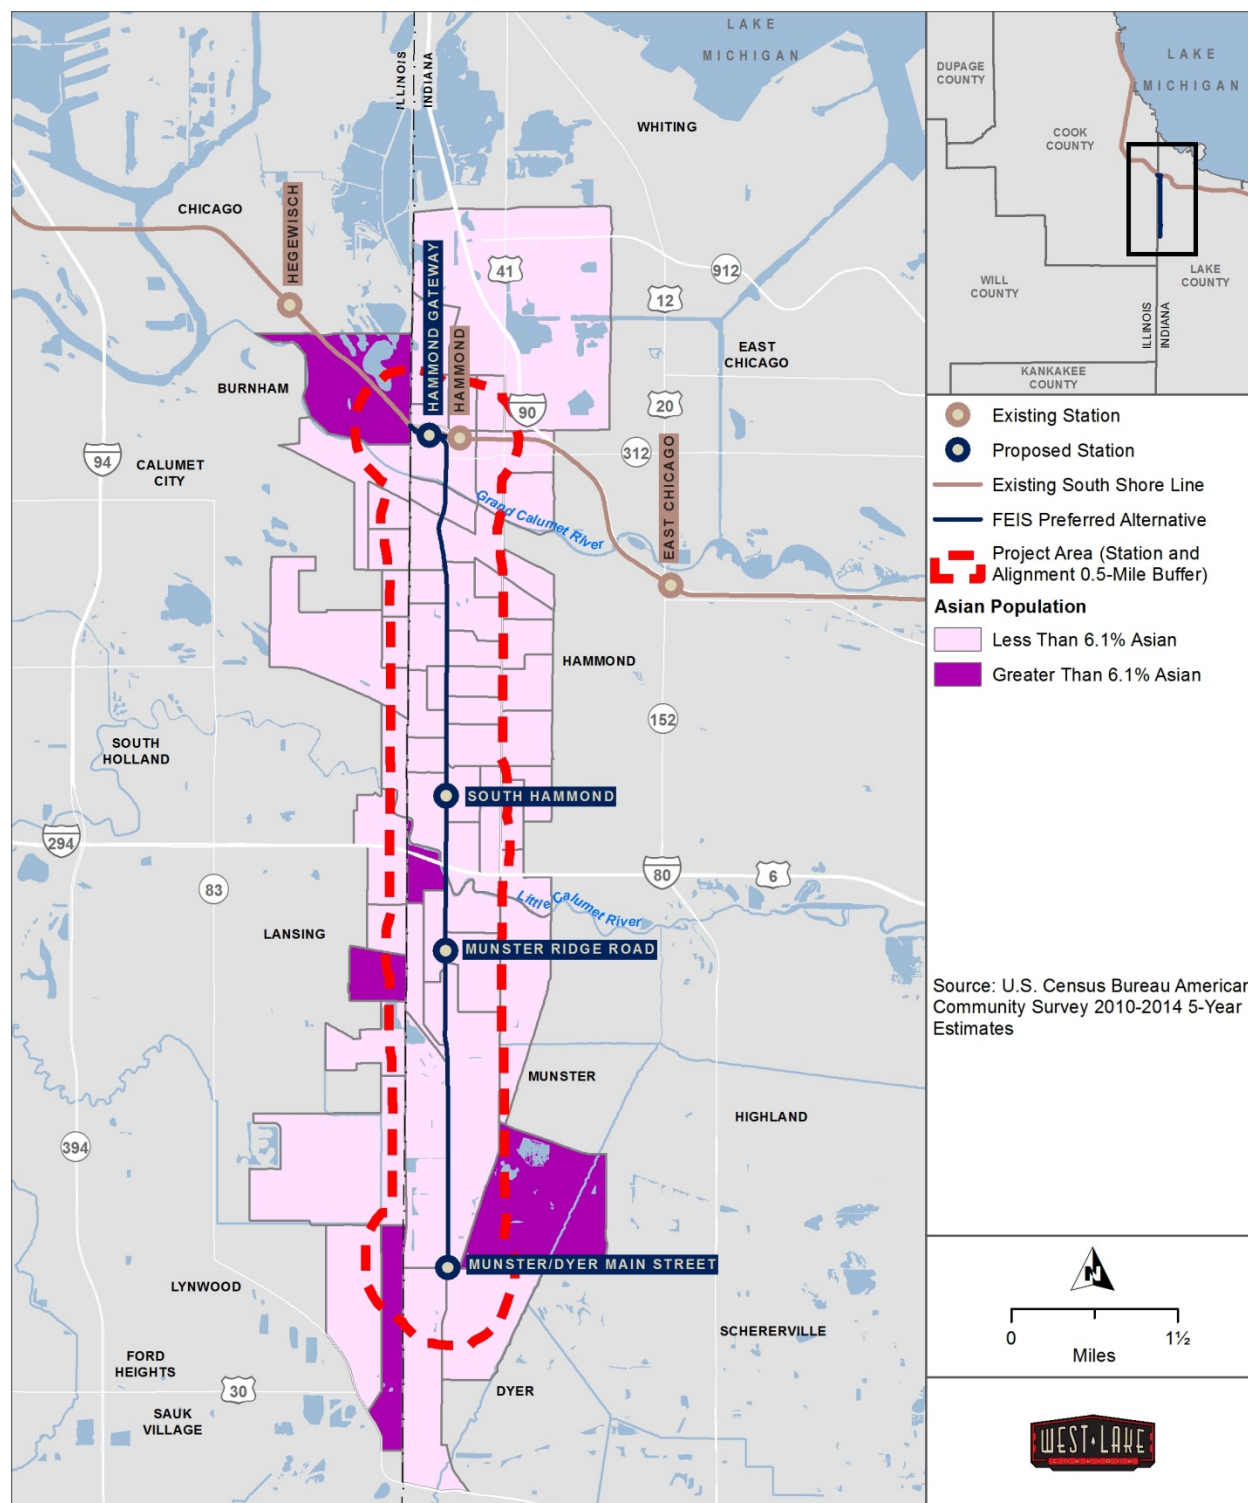 LAKE
MICHIGAN
ILLINOIS
INDIANA
WHITING
CHICAGO
HEGEWISCH
HAMMOND GATEWAY
HAMMOND
41
912
12
EAST
CHICAGO
BURNHAM
90
20
312
94
CALUMET
CITY
Grand Calumet River
EAST CHICAGO
HAMMOND
152
SOUTH
HOLLAND
SOUTH HAMMOND
294
80
6
83
Little Calumet River
LANSING
MUNSTER RIDGE ROAD
MUNSTER
HIGHLAND
394
MUNSTER/DYER MAIN STREET
LYNWOOD
SCHERERVILLE
FORD
HEIGHTS
30
DYER
SAUK
VILLAGE
LAKE
MICHIGAN
DUPAGE
COUNTY
COOK
COUNTY
WILL
COUNTY
LAKE
COUNTY
ILLINOIS
INDIANA
KANKAKEE
COUNTY
Existing Station
Proposed Station
Existing South Shore Line
FEIS Preferred Alternative
Project Area (Station and
Alignment 0.5-Mile Buffer)
Asian Population
Less Than 6.1% Asian
Greater Than 6.1% Asian
Source: U.S. Census Bureau American
Community Survey 2010-2014 5-Year
Estimates
N
0 1½
Miles
WEST LAKE
CORRIDOR